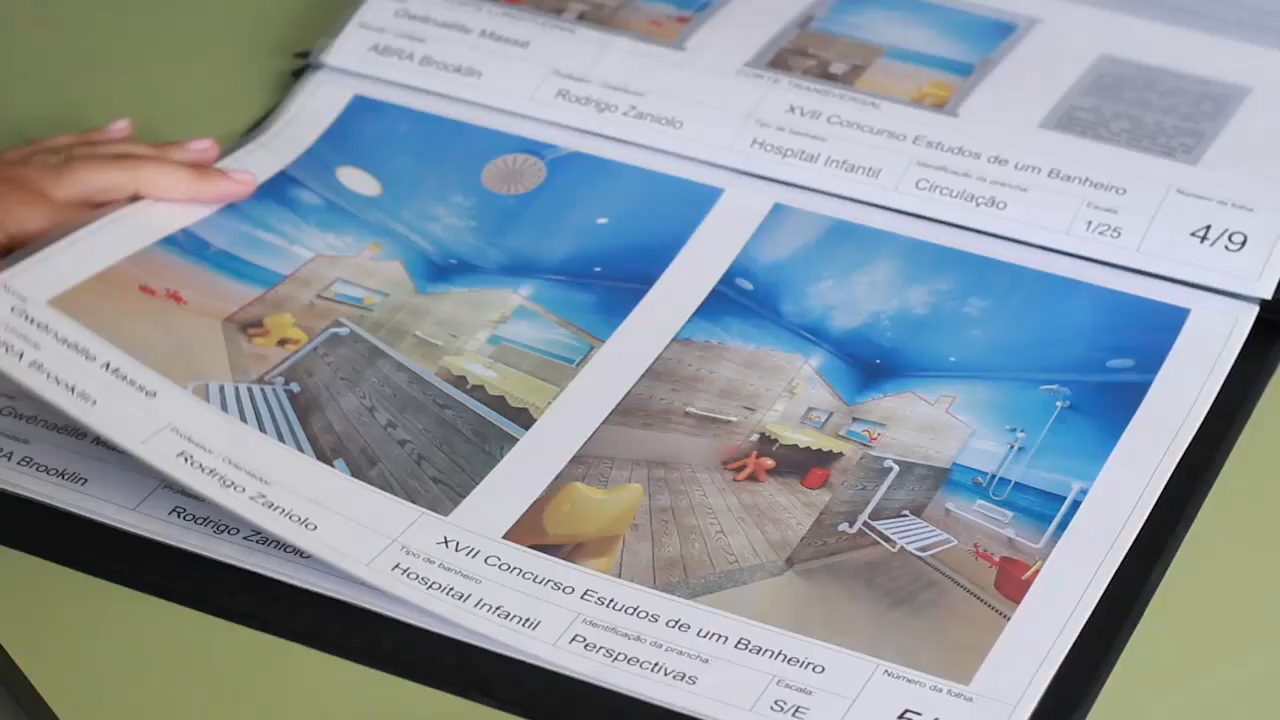 Gwénaëlle Massé
ABRA Brooklin
Rodrigo Zaniolo
CORTE TRANSVERSAL
XVII Concurso Estudos de um Banheiro
Tipo de banheiro
Hospital Infantil
Identificação da prancha:
Circulação
Escala
1/25
Número da folha:
4/9
Gwénaëlle Massé
Brooklin
Professor / Orientador
Rodrigo Zaniolo
XVII Concurso Estudos de um Banheiro
Tipo de banheiro
Hospital Infantil
Identificação da prancha:
Perspectivas
Escala:
S/E
Número da folha:
Gwénaëlle
Brooklin
Rodrigo Zaniolo